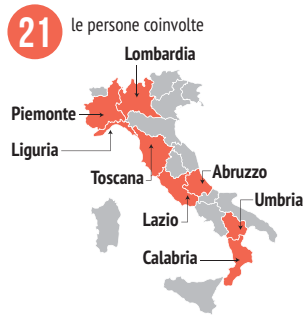 21
le persone coinvolte
Lombardia
Piemonte
Liguria
Toscana
Abruzzo
Umbria
Lazio
Calabria